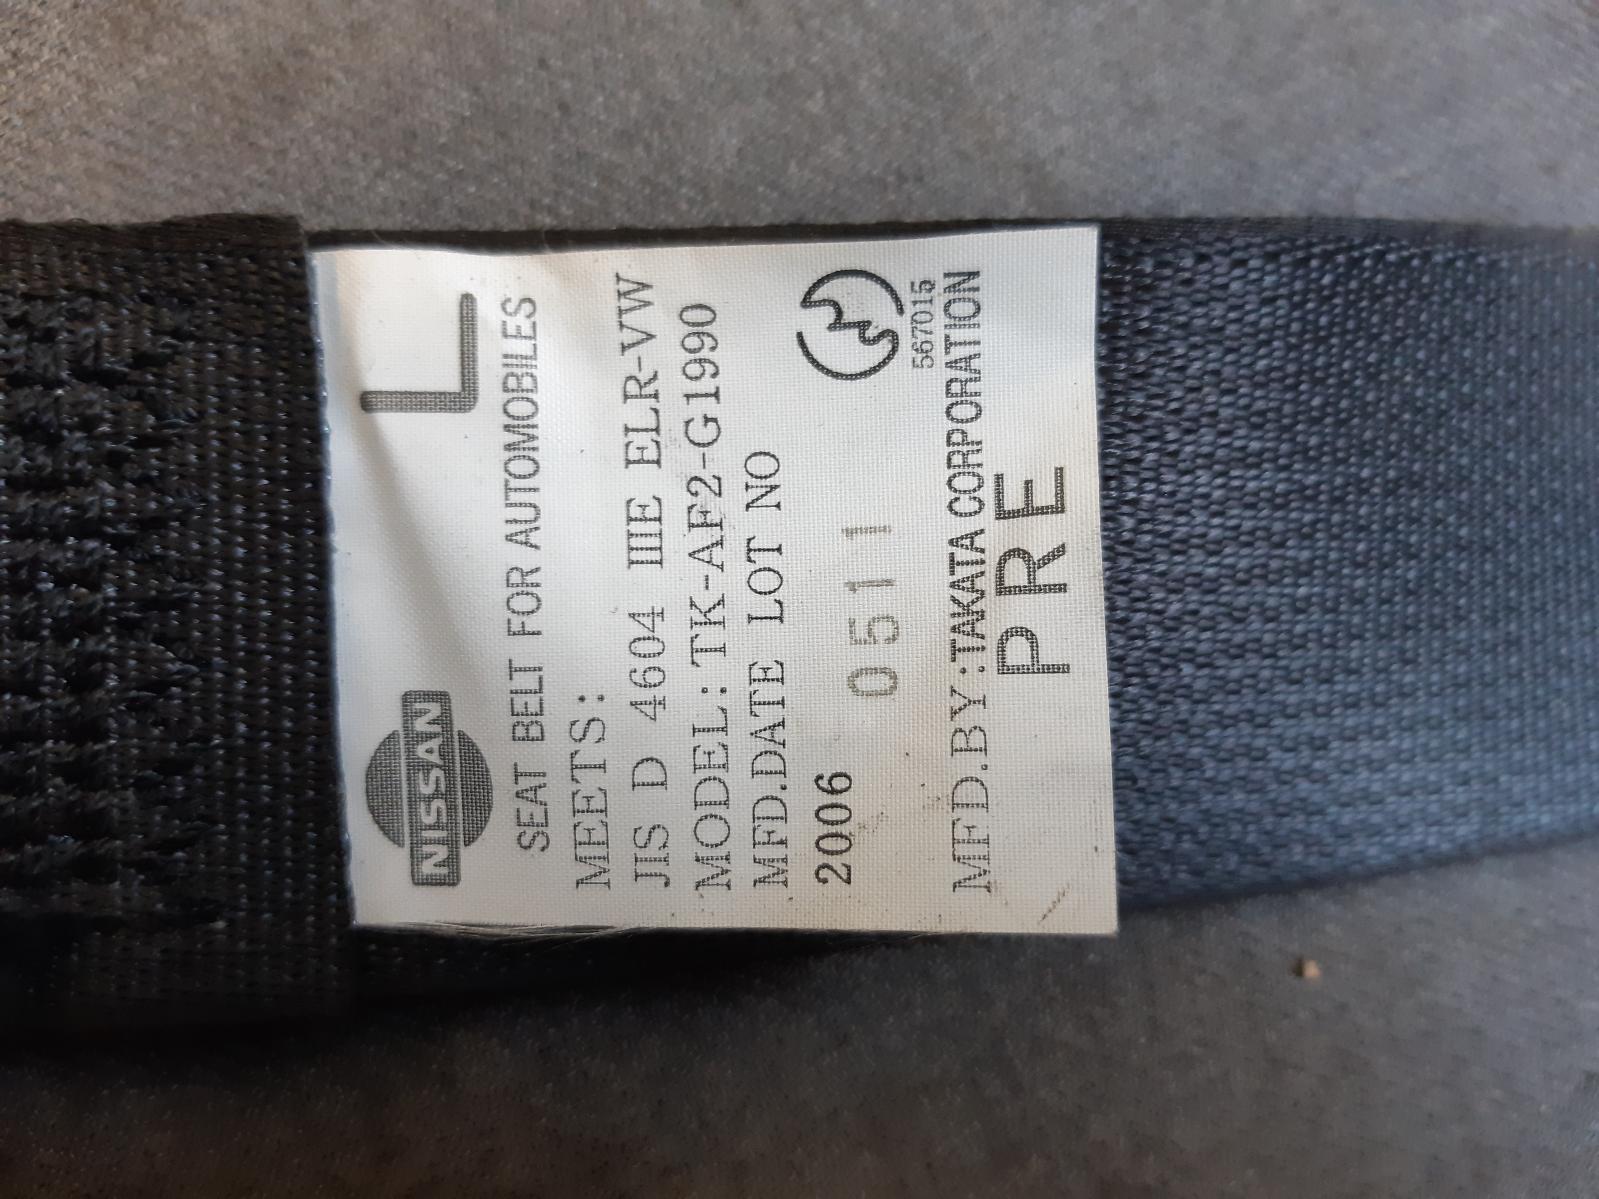 NISSAN L
SEAT BELT FOR AUTOMOBILES
MEETS:
JIS D 4604 IIIE ELR-VW
MODEL:TK-AF2-G1990
MFD.DATE LOT NO
2006 0511
567015
MFD.BY:TAKATA CORPORATION
PRE